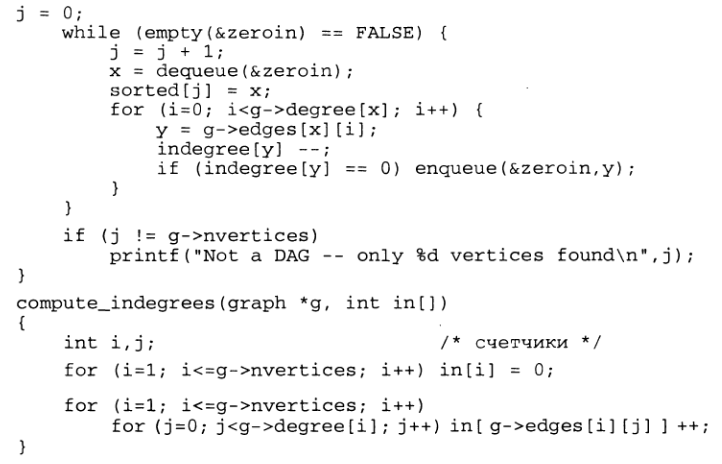 j = 0;
while (empty(&zeroin) == FALSE) {
j = j + 1;
x = dequeue(&zeroin);
sorted[j] = x;
for (i=0; i<g->degree[x]; i++) {
y = g->edges[x][i];
indegree[y] --;
if (indegree[y] == 0) enqueue(&zeroin,y);
}
}
if (j != g->nvertices)
printf("Not a DAG -- only %d vertices found\n",j);
}
compute_indegrees(graph *g, int in[])
{
int i,j; /* счетчики */
for (i=1; i<=g->nvertices; i++) in[i] = 0;
for (i=1; i<=g->nvertices; i++)
for (j=0; j<g->degree[i]; j++) in[ g->edges[i][j] ] ++;
}